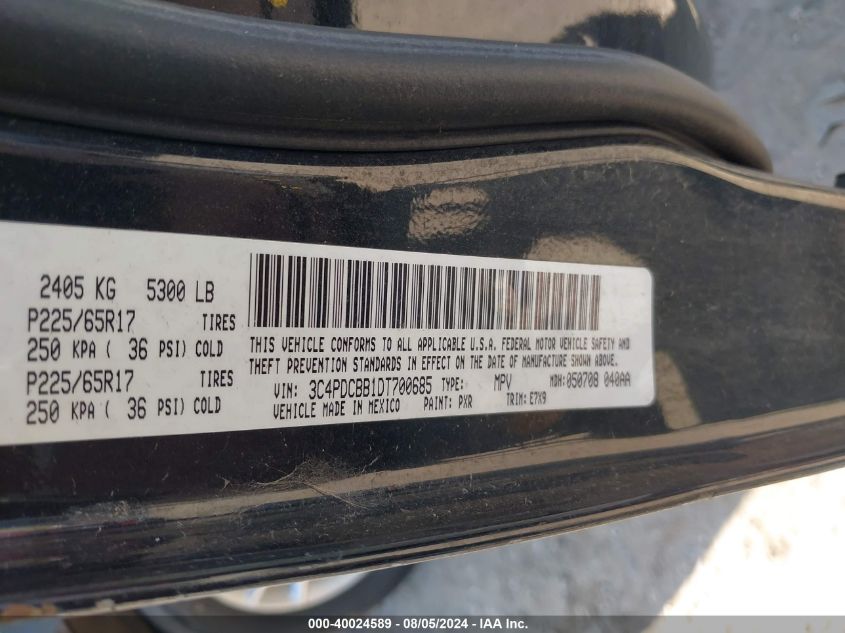 2405 KG 5300 LB
P225/65R17 TIRES
250 KPA ( 36 PSI) COLD
P225/65R17 TIRES
250 KPA ( 36 PSI) COLD
THIS VEHICLE CONFORMS TO ALL APPLICABLE U.S.A. FEDERAL MOTOR VEHICLE SAFETY AND
THEFT PREVENTION STANDARDS IN EFFECT ON THE DATE OF MANUFACTURE SHOWN ABOVE.
VIN: 3C4PDCBB1DT700685 TYPE: MPV MDH:050708 040AA
VEHICLE MADE IN MEXICO PAINT: PXR TRIM: E7X9
000-40024589 - 08/05/2024 - IAA Inc.